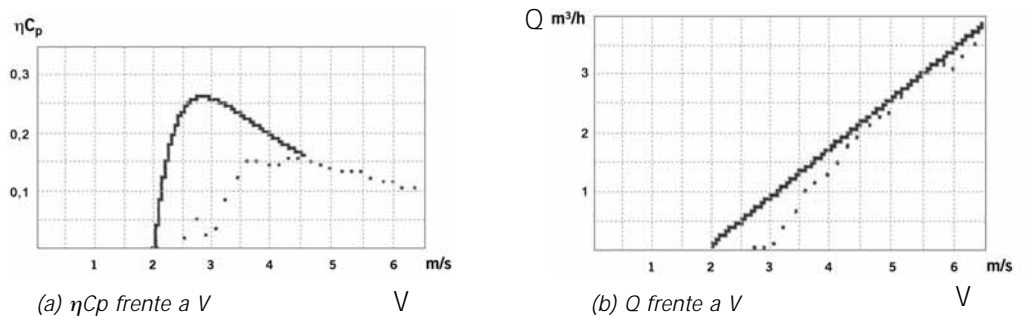 ηCp
0,3
0,2
0,1
1 2 3 4 5 6 m/s
(a) ηCp frente a V
V
Q m³/h
3
2
1
1 2 3 4 5 6 m/s
(b) Q frente a V
V